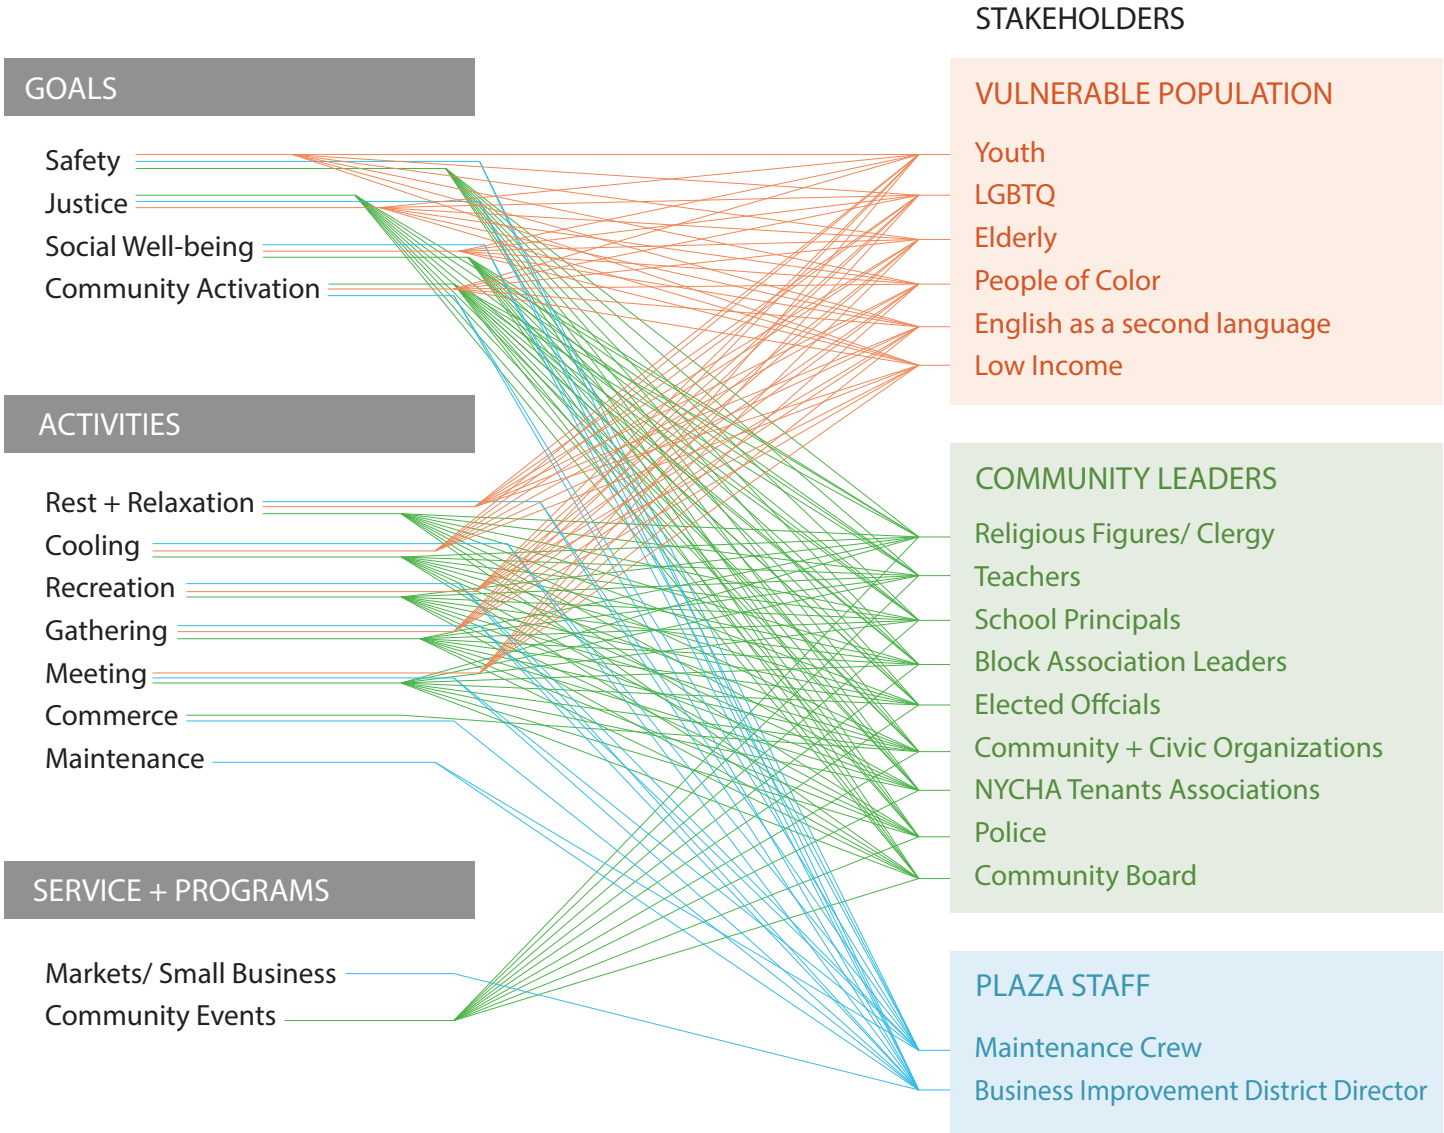 STAKEHOLDERS
GOALS
Safety
Justice
Social Well-being
Community Activation
ACTIVITIES
Rest + Relaxation
Cooling
Recreation
Gathering
Meeting
Commerce
Maintenance
SERVICE + PROGRAMS
Markets/ Small Business
Community Events
VULNERABLE POPULATION
Youth
LGBTQ
Elderly
People of Color
English as a second language
Low Income
COMMUNITY LEADERS
Religious Figures/ Clergy
Teachers
School Principals
Block Association Leaders
Elected Offcials
Community + Civic Organizations
NYCHA Tenants Associations
Police
Community Board
PLAZA STAFF
Maintenance Crew
Business Improvement District Director